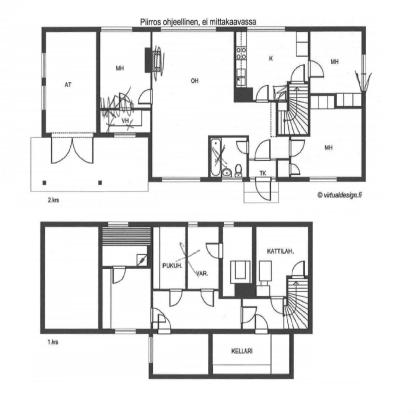 Piirros ohjeellinen, ei mittakaavassa
AT
MH
OH
K
MH
VH
MH
TK
2.krs
© virtualdesign.fi
PUKUH.
VAR.
KATTILAH.
1.krs
KELLARI